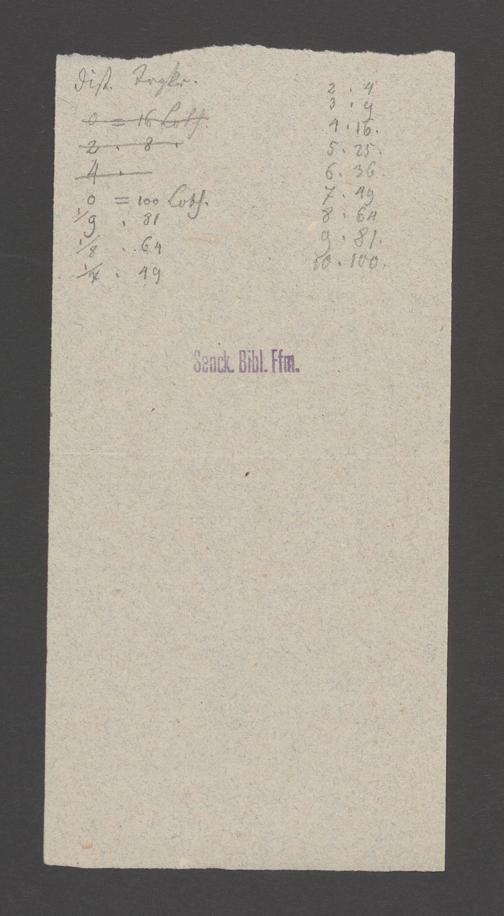 Dist. Trgkr.
0 = 16 Loth.
2 . 8 .
4 .
0 = 100 Loth.
1/9 . 81
1/8 . 64
1/7 . 49
2 . 4
3 . 9
4 . 16.
5 . 25.
6 . 36
7 . 49
8 . 64
9 . 81.
10 . 100.
Senck. Bibl. Ffm.